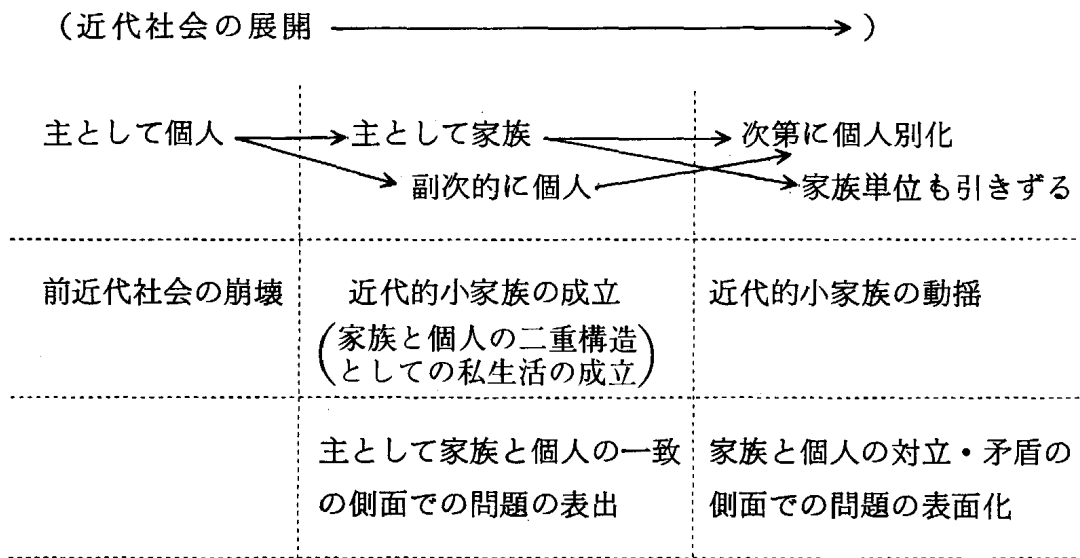 (近代社会の展開 ⟶ )
主として個人 主として家族 次第に個人別化
副次的に個人 家族単位も引きずる
前近代社会の崩壊 近代的小家族の成立 近代的小家族の動揺
(家族と個人の二重構造
としての私生活の成立)
主として家族と個人の一致 家族と個人の対立・矛盾の
の側面での問題の表出 側面での問題の表面化